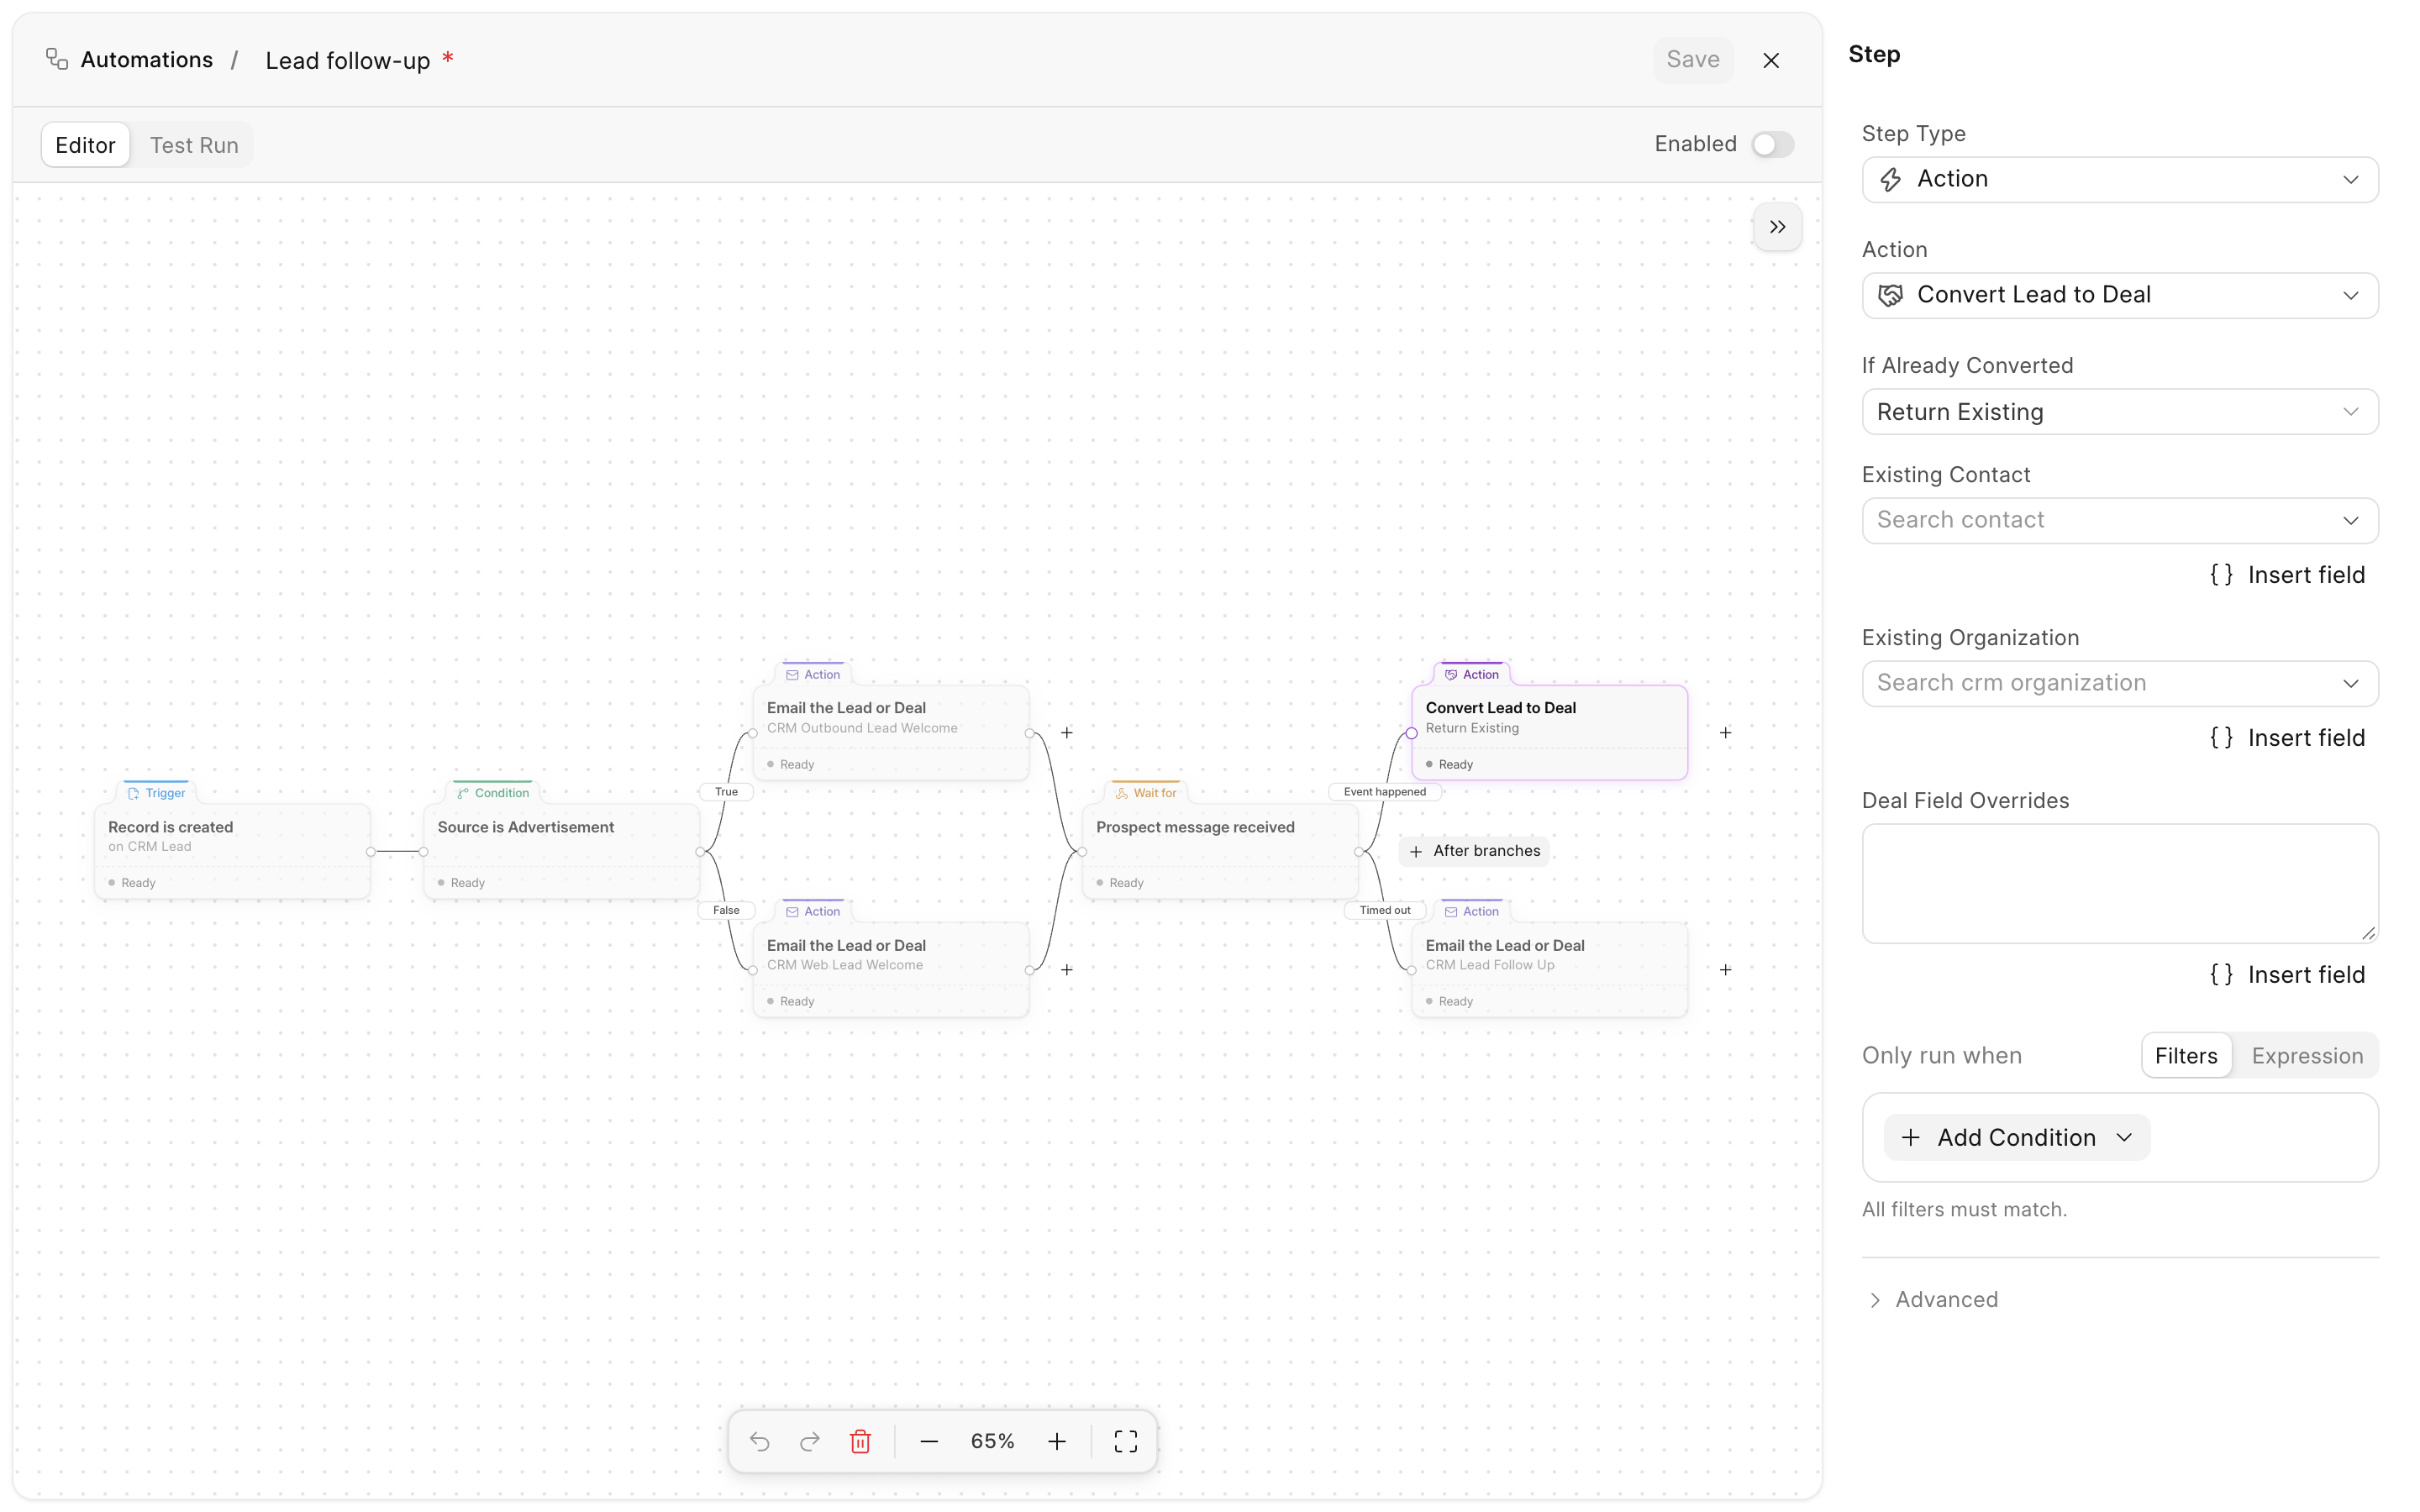 Automations / Lead follow-up *
Save
Editor
Test Run
Enabled
Trigger
Record is created
on CRM Lead
Ready
Condition
Source is Advertisement
Ready
True
False
Action
Email the Lead or Deal
CRM Outbound Lead Welcome
Ready
Action
Email the Lead or Deal
CRM Web Lead Welcome
Ready
Wait for
Prospect message received
Ready
Event happened
After branches
Timed out
Action
Convert Lead to Deal
Return Existing
Ready
Action
Email the Lead or Deal
CRM Lead Follow Up
Ready
65%
Step
Step Type
Action
Action
Convert Lead to Deal
If Already Converted
Return Existing
Existing Contact
Search contact
{ } Insert field
Existing Organization
Search crm organization
{ } Insert field
Deal Field Overrides
{ } Insert field
Only run when
Filters
Expression
Add Condition
All filters must match.
Advanced